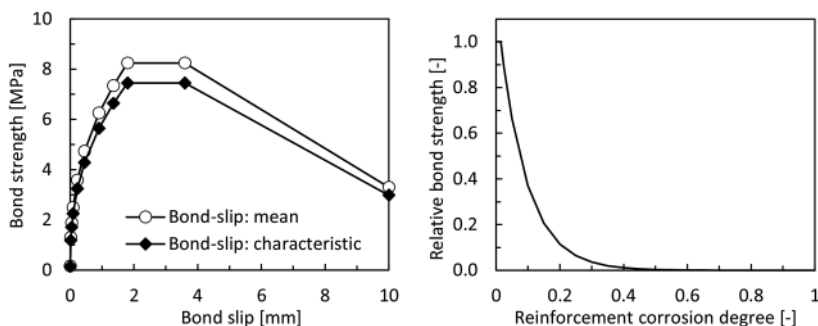 Bond strength [MPa]
10
8
6
4
2
0
Bond-slip: mean
Bond-slip: characteristic
0 2 4 6 8 10
Bond slip [mm]
Relative bond strength [-]
1.0
0.8
0.6
0.4
0.2
0.0
0 0.2 0.4 0.6 0.8 1
Reinforcement corrosion degree [-]